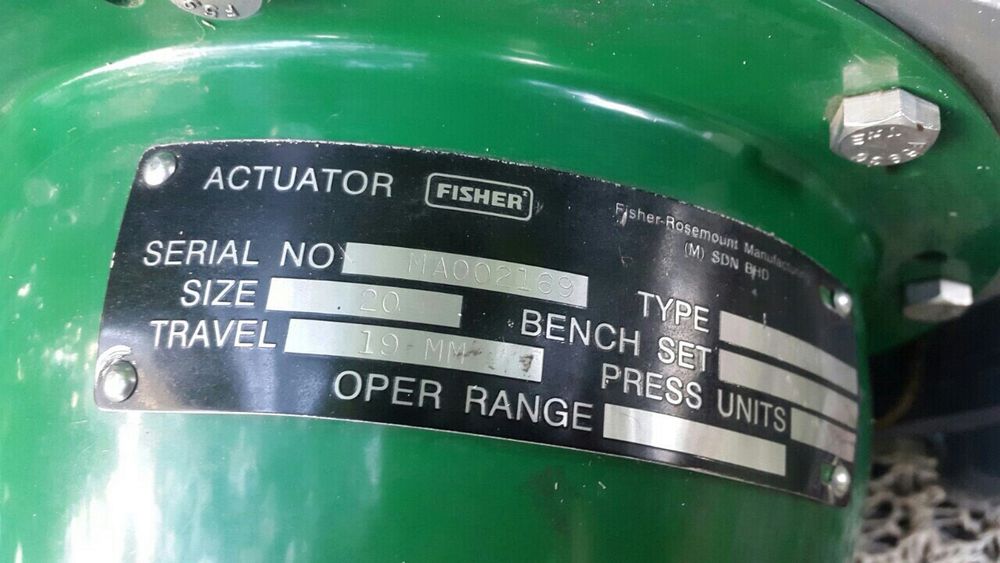 ACTUATOR FISHER
Fisher-Rosemount Manufacturing
(M) SDN BHD
SERIAL NO MA002169
SIZE 20
TRAVEL 19 MM
TYPE
BENCH SET
PRESS UNITS
OPER RANGE